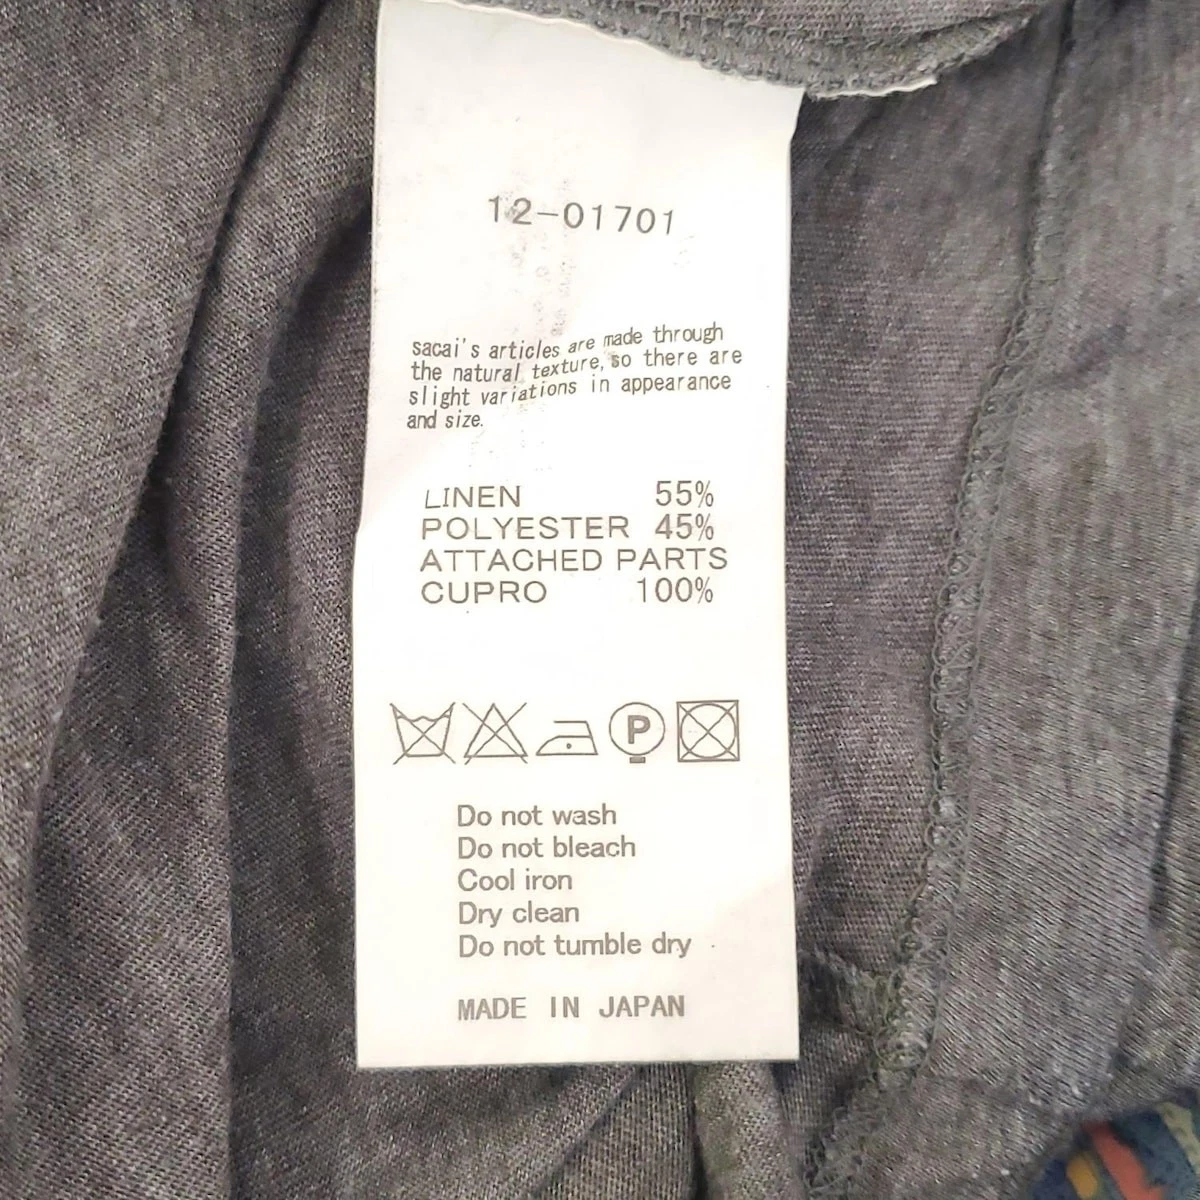 12-01701
sacai's articles are made through
the natural texture, so there are
slight variations in appearance
and size.
LINEN 55%
POLYESTER 45%
ATTACHED PARTS
CUPRO 100%
P
Do not wash
Do not bleach
Cool iron
Dry clean
Do not tumble dry
MADE IN JAPAN